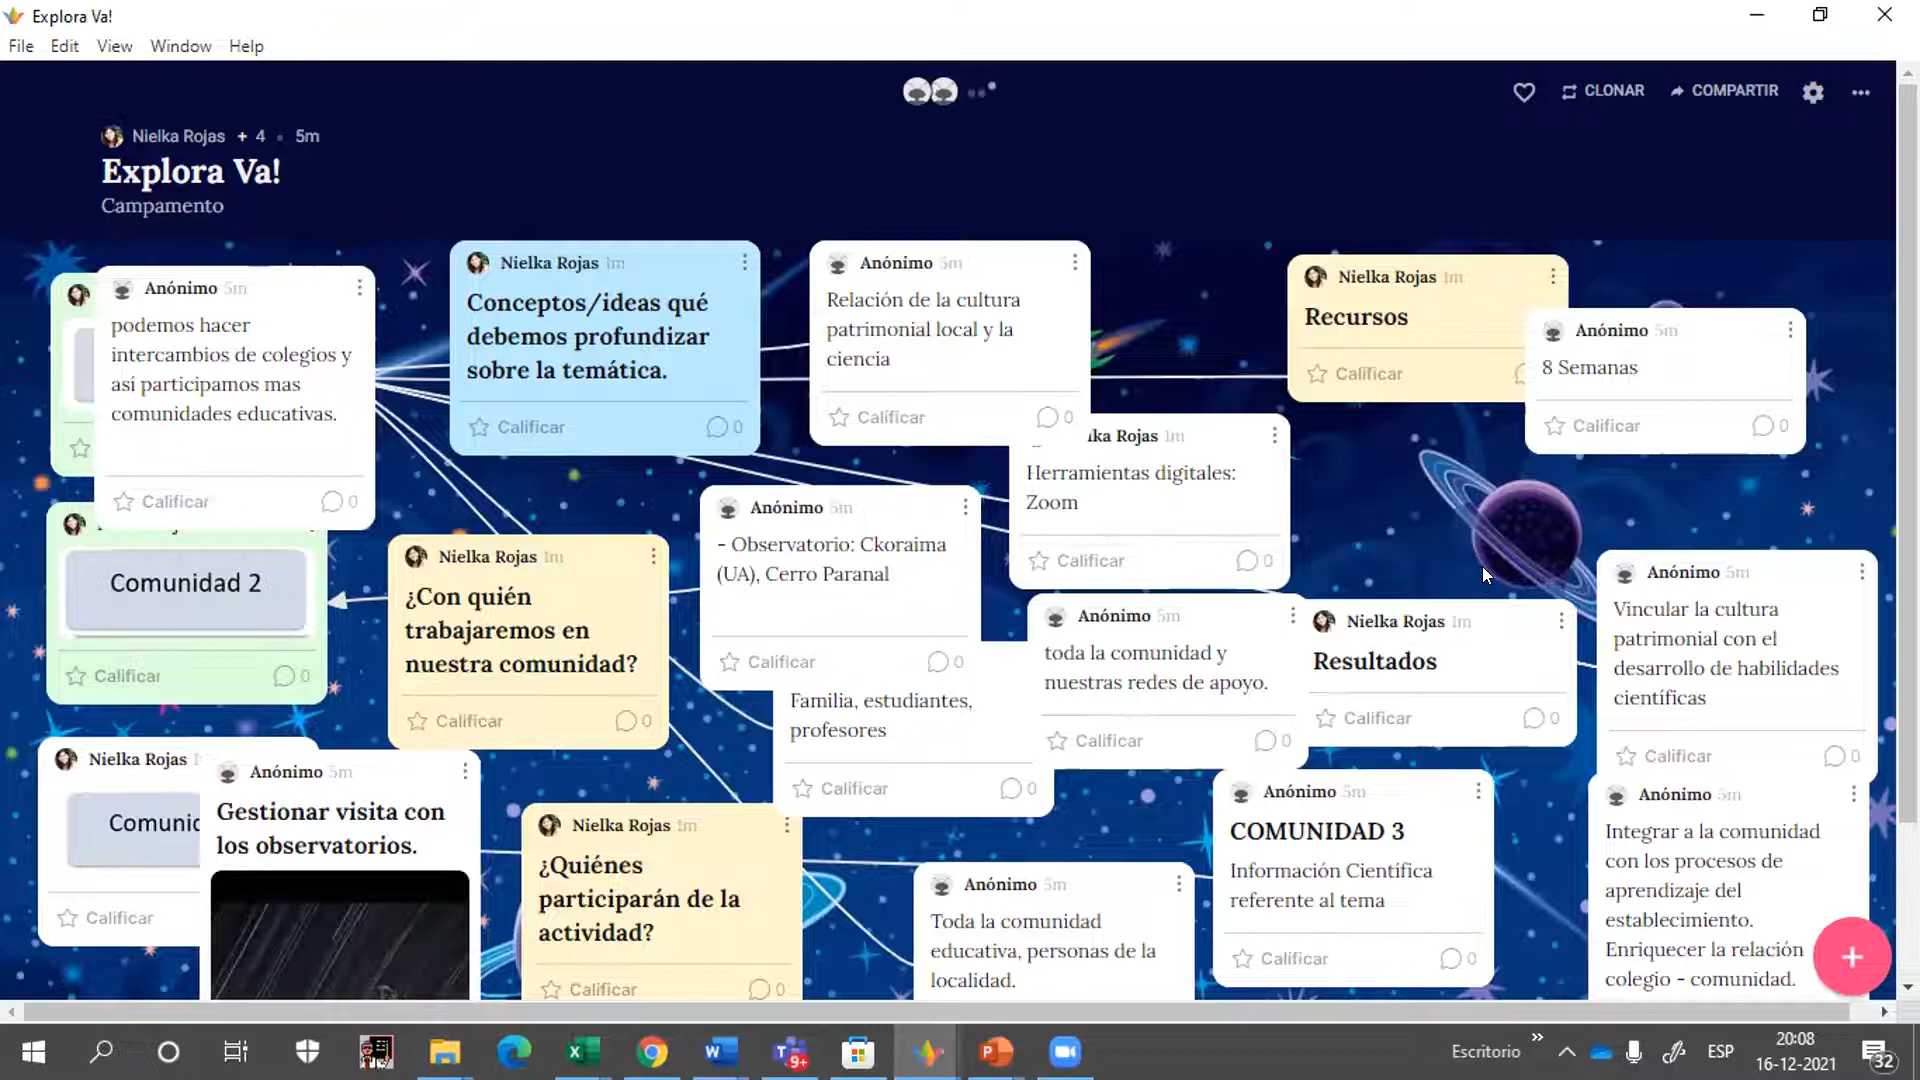 Explora Va!
File Edit View Window Help
CLONAR COMPARTIR
Nielka Rojas + 4 5m
Explora Va!
Campamento
Anónimo 5m
podemos hacer
intercambios de colegios y
así participamos mas
comunidades educativas.
Calificar 0
Nielka Rojas 1m
Conceptos/ideas qué
debemos profundizar
sobre la temática.
Calificar 0
Anónimo 5m
Relación de la cultura
patrimonial local y la
ciencia
Calificar 0
Nielka Rojas 1m
Recursos
Calificar
Anónimo 5m
8 Semanas
Calificar 0
ka Rojas 1m
Herramientas digitales:
Zoom
Calificar 0
Comunidad 2
Calificar 0
Nielka Rojas 1m
¿Con quién
trabajaremos en
nuestra comunidad?
Calificar 0
Anónimo 5m
- Observatorio: Ckoraima
(UA), Cerro Paranal
Calificar 0
Familia, estudiantes,
profesores
Calificar 0
Anónimo 5m
toda la comunidad y
nuestras redes de apoyo.
Calificar 0
Nielka Rojas 1m
Resultados
Calificar 0
Anónimo 5m
Vincular la cultura
patrimonial con el
desarrollo de habilidades
científicas
Calificar 0
Nielka Rojas
Comunic
Calificar
Anónimo 5m
Gestionar visita con
los observatorios.
Nielka Rojas 1m
¿Quiénes
participarán de la
actividad?
Calificar 0
Anónimo 5m
Toda la comunidad
educativa, personas de la
localidad.
Anónimo 5m
COMUNIDAD 3
Información Científica
referente al tema
Calificar 0
Anónimo 5m
Integrar a la comunidad
con los procesos de
aprendizaje del
establecimiento.
Enriquecer la relación
colegio - comunidad.
9+
Escritorio
ESP
20:08
16-12-2021
32